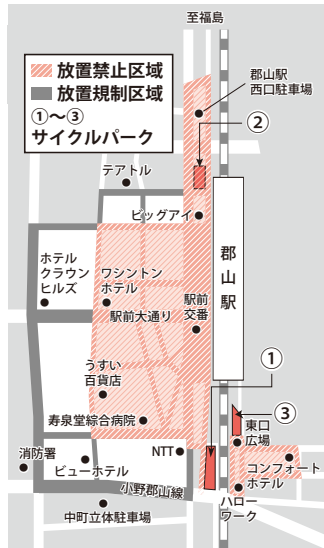 至福島
放置禁止区域
放置規制区域
①〜③
サイクルパーク
郡山駅
西口駐車場
②
テアトル
ビッグアイ
ホテル
クラウン
ヒルズ
ワシントン
ホテル
郡山駅
駅前大通り
駅前
交番
①
うすい
百貨店
③
寿泉堂綜合病院
東口
広場
消防署
ビューホテル
NTT
コンフォート
ホテル
小野郡山線
ハロー
ワーク
中町立体駐車場